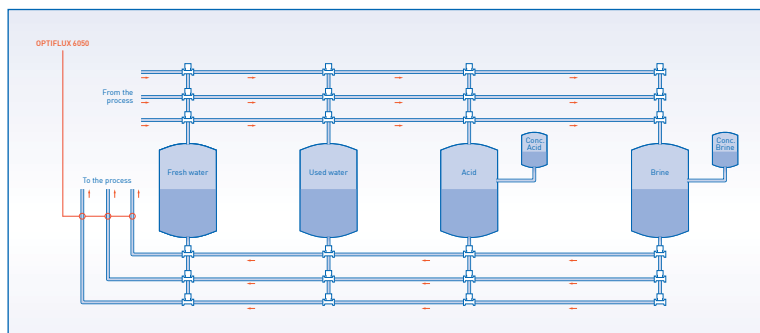 OPTIFLUX 6050
From the
process
Conc.
Acid
Conc.
Brine
Fresh water
Used water
Acid
Brine
To the process